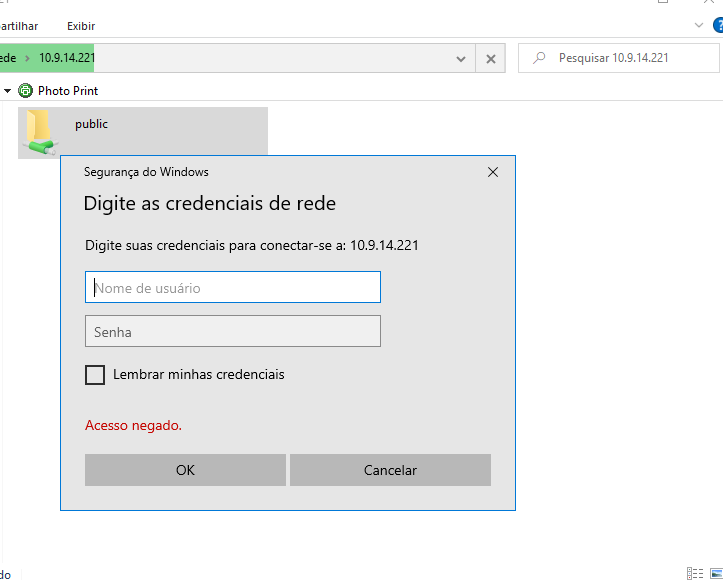 artilhar Exibir
ede > 10.9.14.221
Pesquisar 10.9.14.221
Photo Print
public
Segurança do Windows
Digite as credenciais de rede
Digite suas credenciais para conectar-se a: 10.9.14.221
Nome de usuário
Senha
Lembrar minhas credenciais
Acesso negado.
OK
Cancelar
do